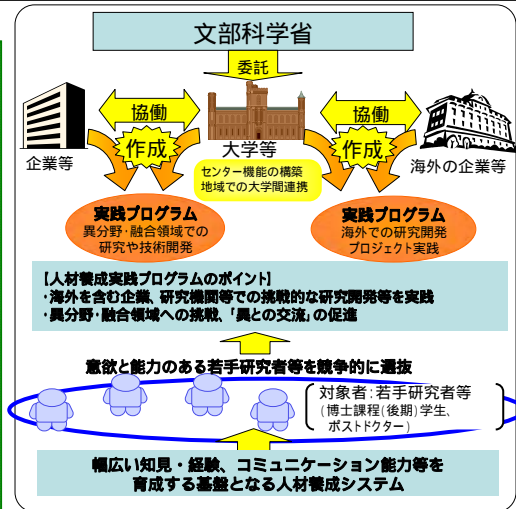 文部科学省
委託
協働
協働
作成
作成
企業等
大学等
海外の企業等
センター機能の構築
地域での大学間連携
実践プログラム
異分野・融合領域での
研究や技術開発
実践プログラム
海外での研究開発
プロジェクト実践
【人材養成実践プログラムのポイント】
・海外を含む企業、研究機関等での挑戦的な研究開発等を実践
・異分野・融合領域への挑戦、「異との交流」の促進
意欲と能力のある若手研究者等を競争的に選抜
対象者:若手研究者等
(博士課程(後期)学生、
ポストドクター)
幅広い知見・経験、コミュニケーション能力等を
育成する基盤となる人材養成システム